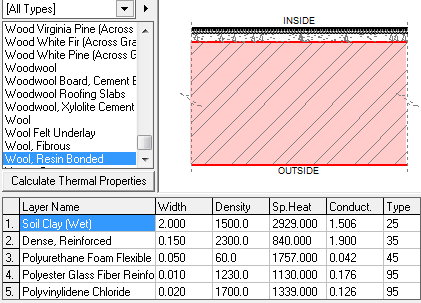 [All Types]
Wood Virginia Pine (Across
Wood White Fir (Across Gra
Woodwool
Woodwool Board, Cement B
Woodwool Roofing Slabs
Woodwool, Xylolite Cement
Wool
Wool Felt Underlay
Wool, Fibrous
Wool, Resin Bonded
Calculate Thermal Properties
INSIDE
OUTSIDE
Layer Name Width Density Sp.Heat Conduct. Type
1. Soil Clay (Wet) 2.000 1500.0 2929.000 1.506 25
2. Dense, Reinforced 0.150 2300.0 840.000 1.900 35
3. Polyurethane Foam Flexible 0.050 60.0 1757.000 0.042 45
4. Polyester Glass Fiber Reinfo 0.010 1230.0 1130.000 0.176 95
5. Polyvinylidene Chloride 0.020 1700.0 1339.000 0.126 95